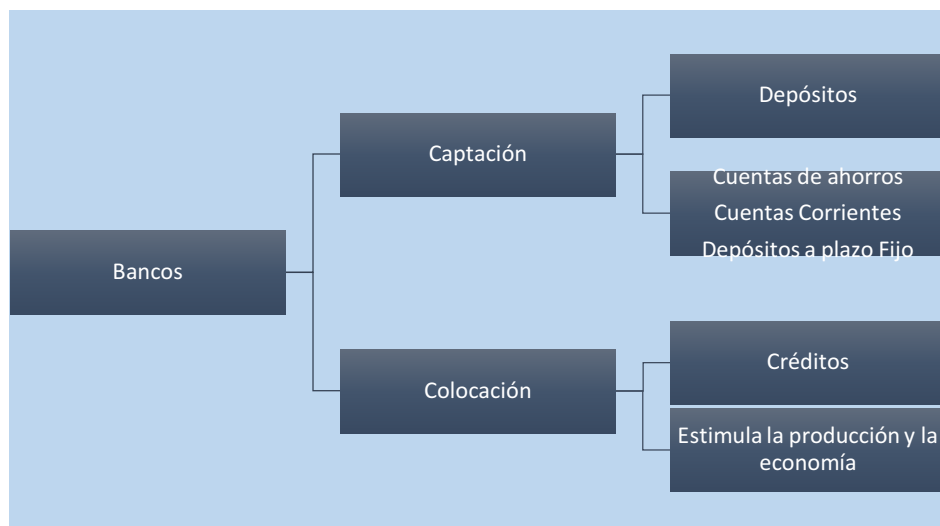 Bancos
Captación
Depósitos
Cuentas de ahorros
Cuentas Corrientes
Depósitos a plazo Fijo
Colocación
Créditos
Estimula la producción y la
economía